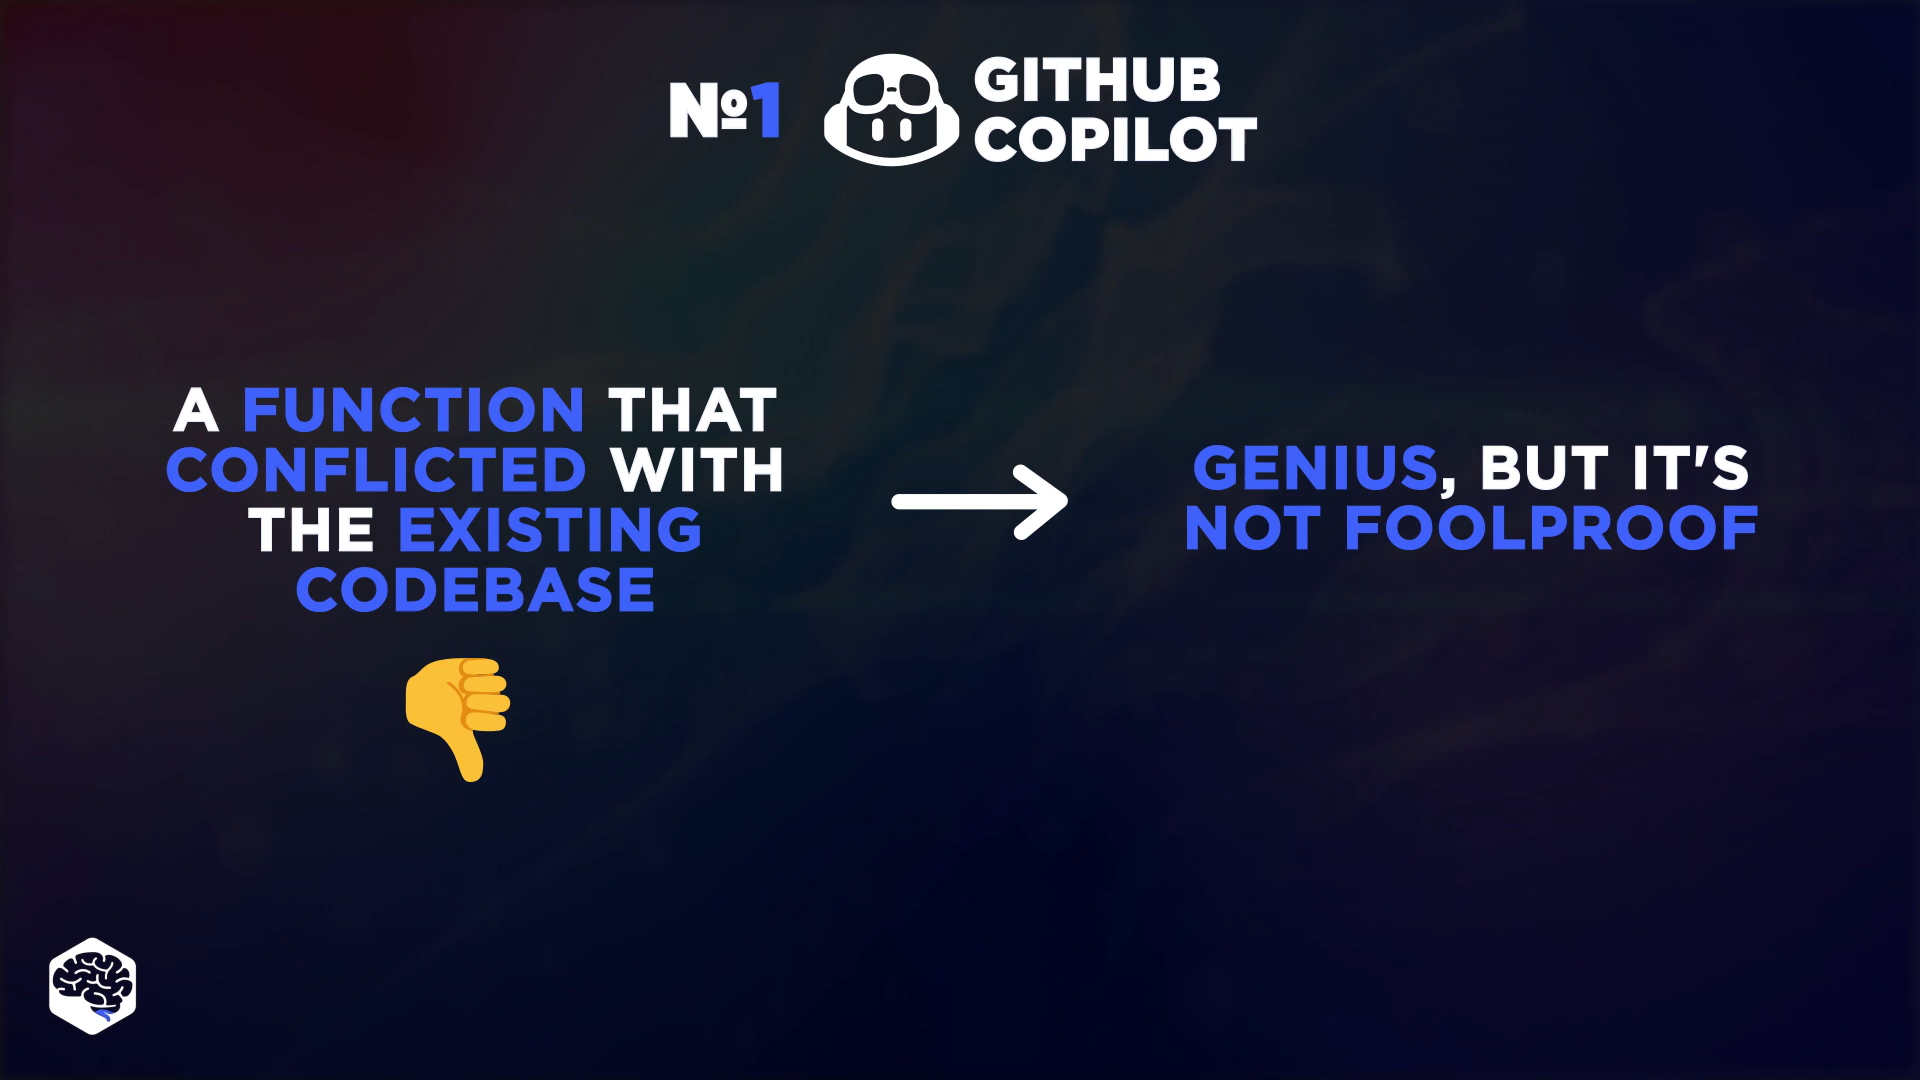 №1
GITHUB
COPILOT
A FUNCTION THAT
CONFLICTED WITH
THE EXISTING
CODEBASE
GENIUS, BUT IT'S
NOT FOOLPROOF